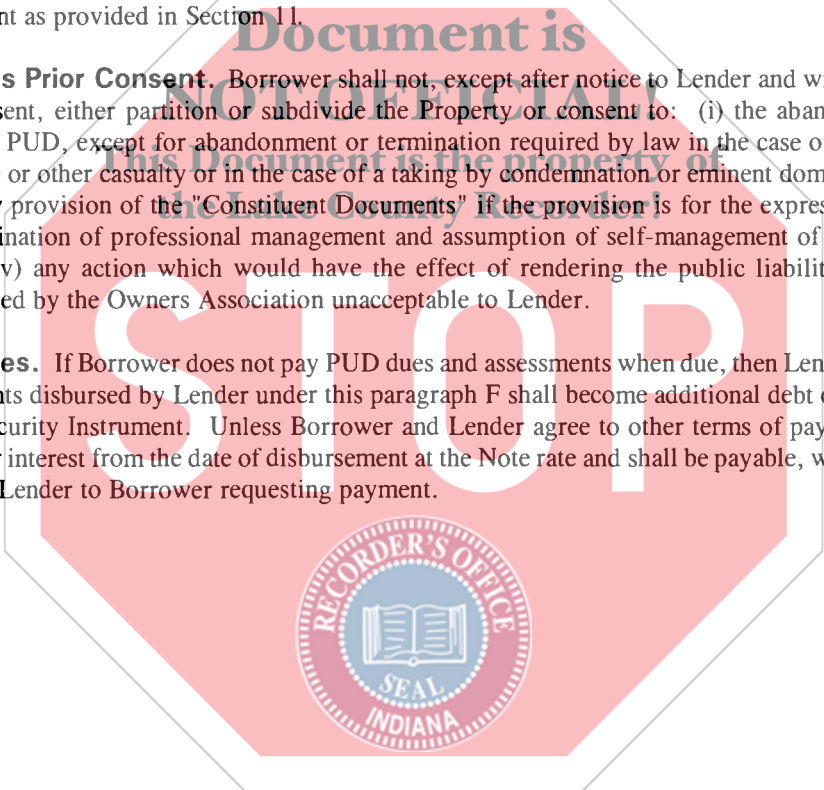 nt as provided in Section 11.
Document is
s Prior Consent. Borrower shall not, except after notice to Lender and w
sent, either partition or subdivide the Property or consent to: (i) the aban
NOT OFFICIAL!
PUD, except for abandonment or termination required by law in the case o
This Document is the property of
or other casualty or in the case of a taking by condemnation or eminent dom
the Lake County Recorder!
provision of the "Constituent Documents" if the provision is for the expres
ination of professional management and assumption of self-management of
v) any action which would have the effect of rendering the public liabilit
ed by the Owners Association unacceptable to Lender.
STOP
es. If Borrower does not pay PUD dues and assessments when due, then Len
nts disbursed by Lender under this paragraph F shall become additional debt
curity Instrument. Unless Borrower and Lender agree to other terms of pay
interest from the date of disbursement at the Note rate and shall be payable, w
Lender to Borrower requesting payment.
RECORDER'S OFFICE
SEAL
INDIANA